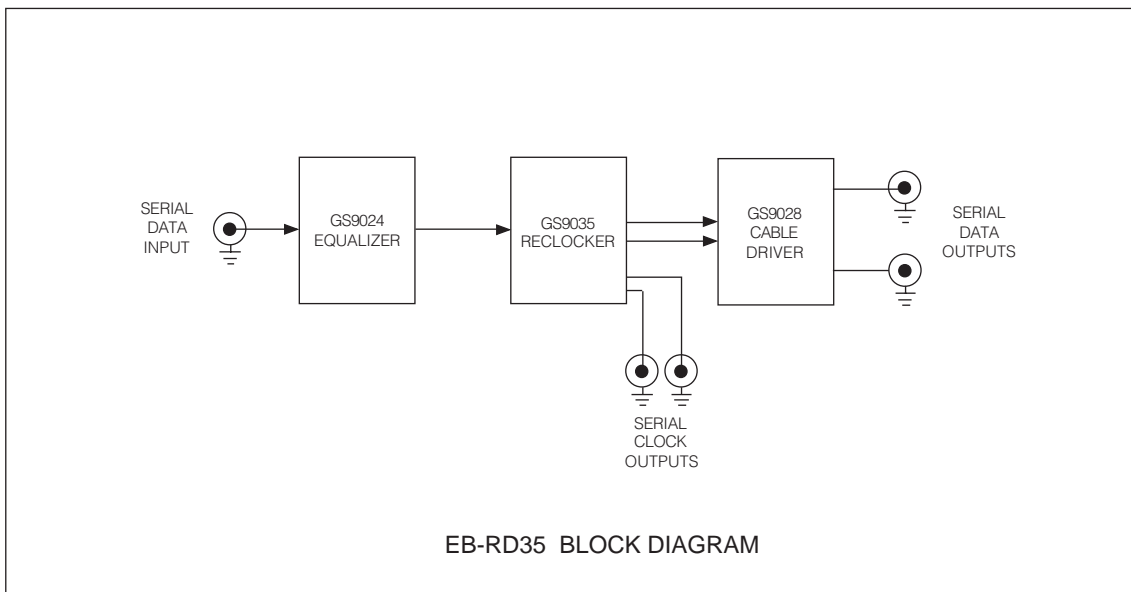 SERIAL
DATA
INPUT
GS9024
EQUALIZER
GS9035
RECLOCKER
GS9028
CABLE
DRIVER
SERIAL
DATA
OUTPUTS
SERIAL
CLOCK
OUTPUTS
EB-RD35 BLOCK DIAGRAM